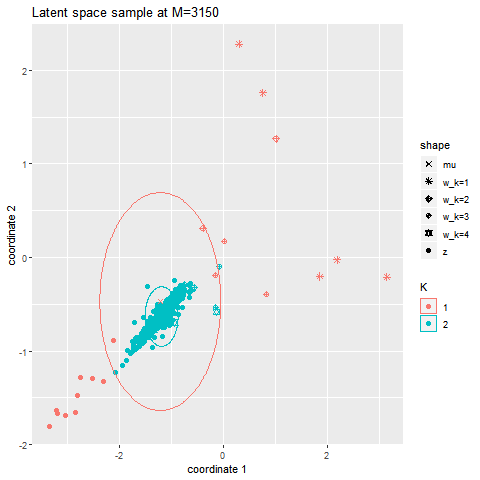 Latent space sample at M=3150
2
1
0
-1
-2
coordinate 2
-2
0
2
coordinate 1
shape
mu
w_k=1
w_k=2
w_k=3
w_k=4
z
K
1
2